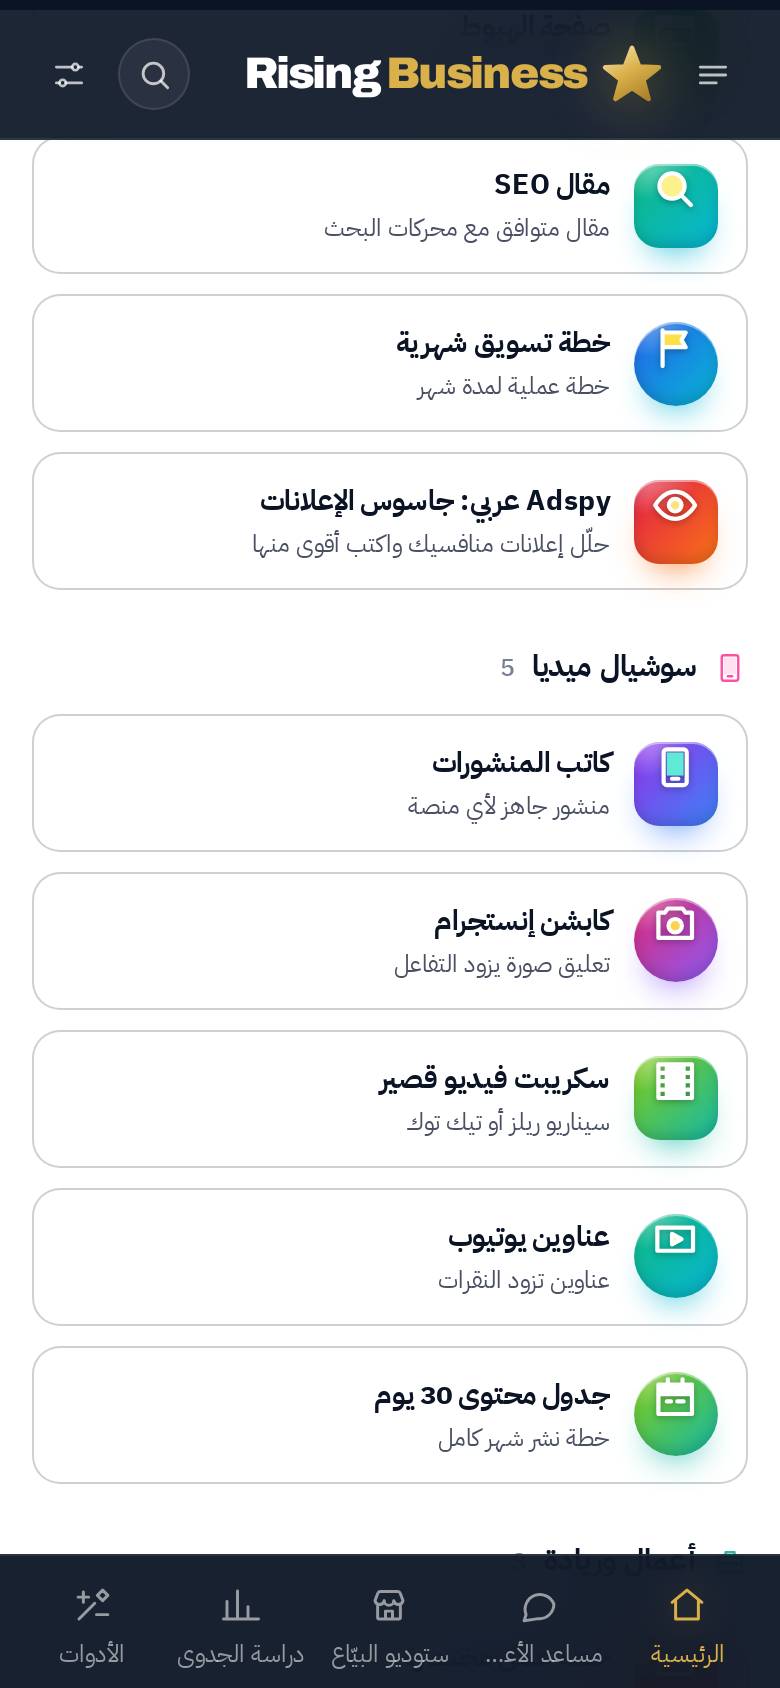 صفحة الهبوط
Rising Business
مقال SEO
مقال متوافق مع محركات البحث
خطة تسويق شهرية
خطة عملية لمدة شهر
Adspy عربي: جاسوس الإعلانات
حلّل إعلانات منافسيك واكتب أقوى منها
سوشيال ميديا 5
كاتب المنشورات
منشور جاهز لأي منصة
كابشن إنستجرام
تعليق صورة يزود التفاعل
سكريبت فيديو قصير
سيناريو ريلز أو تيك توك
عناوين يوتيوب
عناوين تزود النقرات
جدول محتوى 30 يوم
خطة نشر شهر كامل
أعمال وريادة
الرئيسية
مساعد الأع...
ستوديو البيّاع
دراسة الجدوى
الأدوات